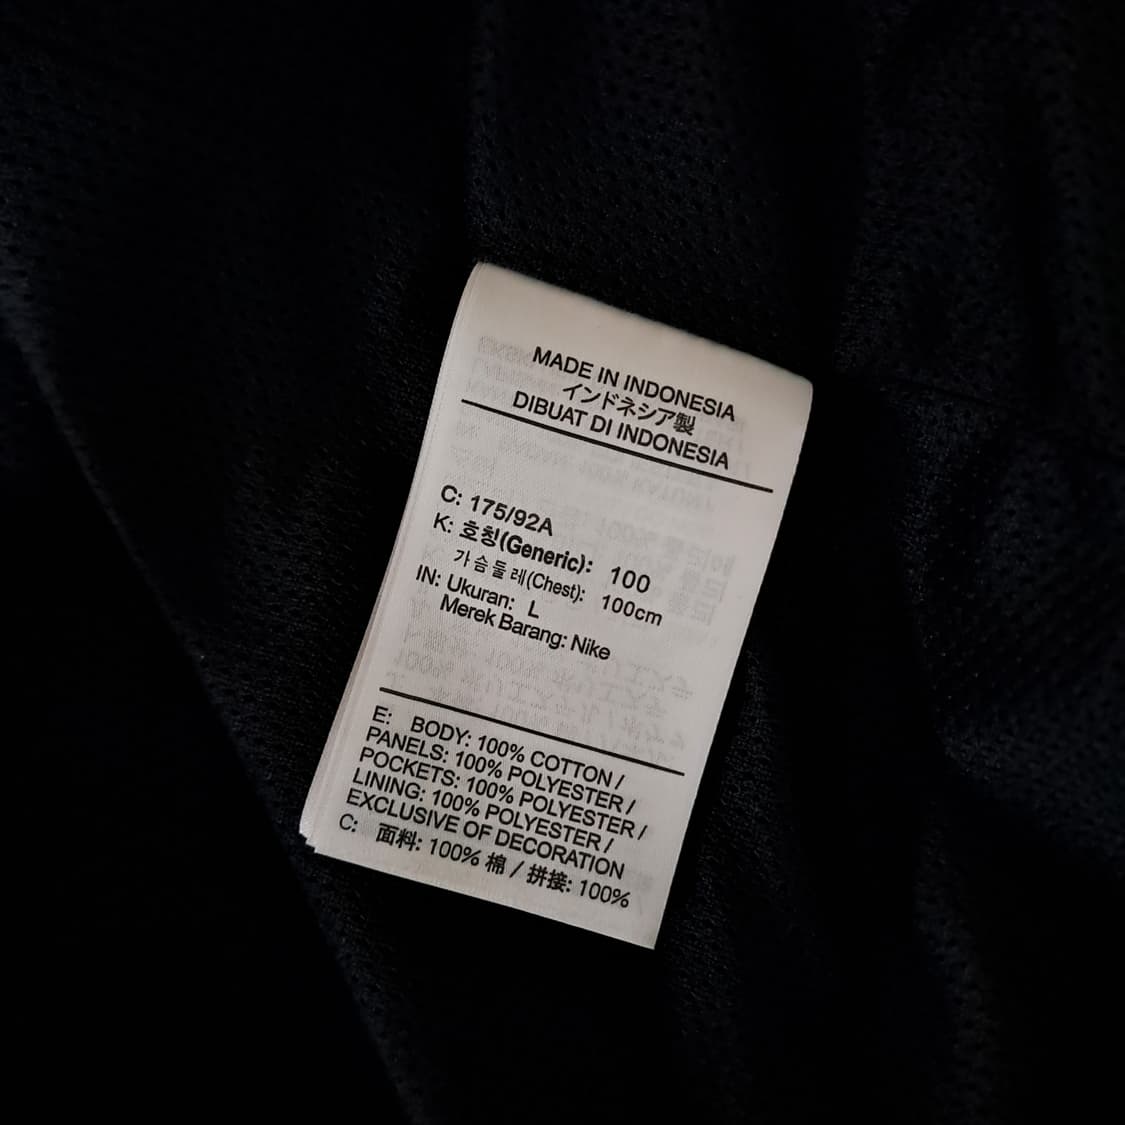 MADE IN INDONESIA
インドネシア製
DIBUAT DI INDONESIA
C: 175/92A
K: 호칭(Generic): 100
가슴둘레(Chest): 100cm
IN: Ukuran: L
Merek Barang: Nike
E: BODY: 100% COTTON /
PANELS: 100% POLYESTER /
POCKETS: 100% POLYESTER /
LINING: 100% POLYESTER /
EXCLUSIVE OF DECORATION
C: 面料: 100% 棉 / 拼接: 100%